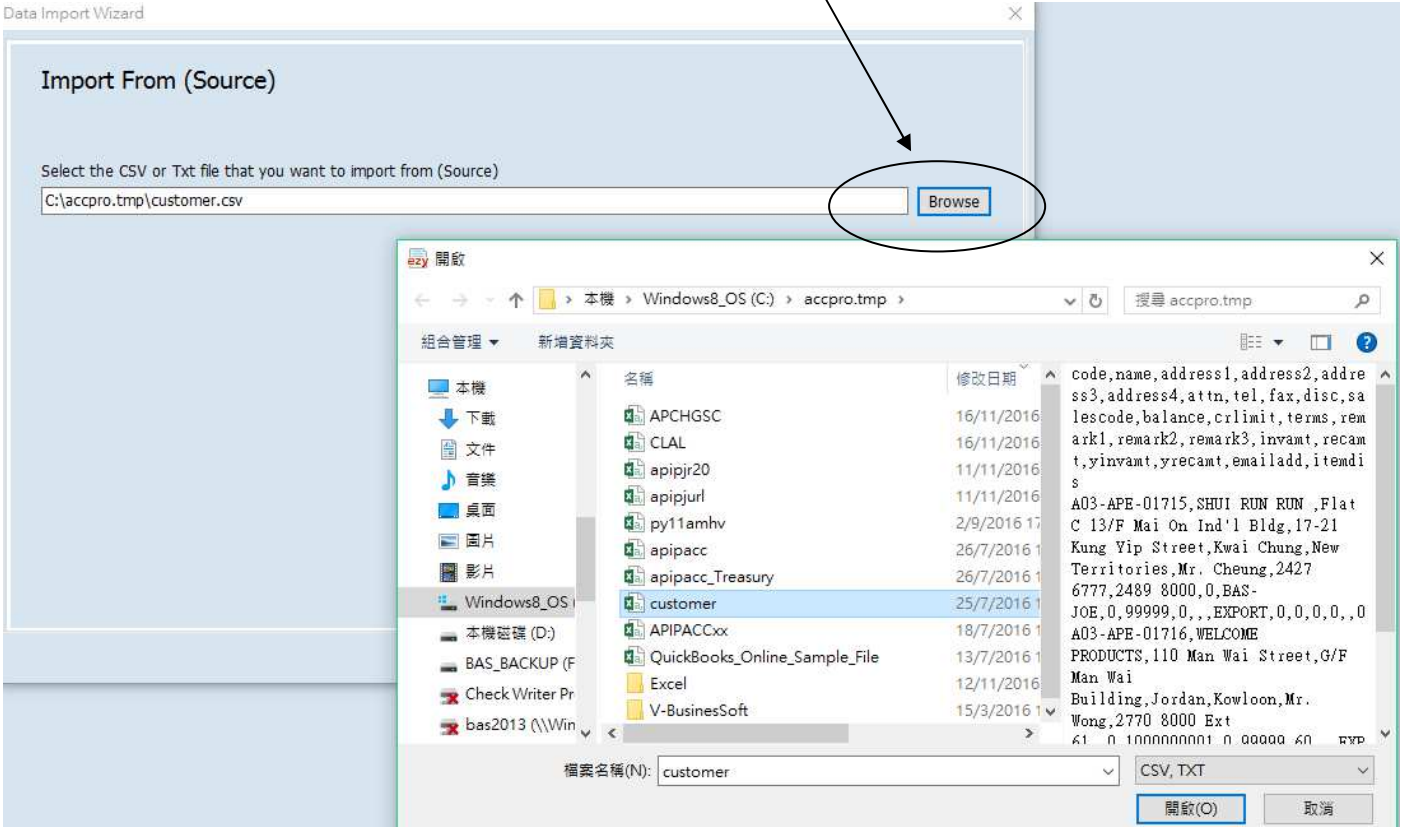 Data Import Wizard
Import From (Source)
Select the CSV or Txt file that you want to import from (Source)
C:\accpro.tmp\customer.csv
Browse
ezy 開啟
本機 › Windows8_OS (C:) › accpro.tmp ›
搜尋 accpro.tmp
組合管理
新增資料夾
本機
下載
文件
音樂
桌面
圖片
影片
Windows8_OS (
本機磁碟 (D:)
BAS_BACKUP (F
Check Writer Pr
bas2013 (\\Win
名稱 修改日期
APCHGSC 16/11/2016
CLAL 16/11/2016
apipjr20 11/11/2016
apipjurl 11/11/2016
py11amhv 2/9/2016 17
apipacc 26/7/2016 1
apipacc_Treasury 26/7/2016 1
customer 25/7/2016 1
APIPACCxx 18/7/2016 1
QuickBooks_Online_Sample_File 13/7/2016 1
Excel 12/11/2016
V-BusinesSoft 15/3/2016 1
code,name,address1,address2,addre
ss3,address4,attn,tel,fax,disc,sa
lescode,balance,crlimit,terms,rem
ark1,remark2,remark3,invamt,recam
t,yinvamt,yrecamt,emailadd,itemdi
s
A03-APE-01715,SHUI RUN RUN ,Flat
C 13/F Mai On Ind'l Bldg,17-21
Kung Yip Street,Kwai Chung,New
Territories,Mr. Cheung,2427
6777,2489 8000,0,BAS-
JOE,0,99999,0,,,EXPORT,0,0,0,0,,0
A03-APE-01716,WELCOME
PRODUCTS,110 Man Wai Street,G/F
Man Wai
Building,Jordan,Kowloon,Mr.
Wong,2770 8000 Ext
檔案名稱(N): customer
CSV, TXT
開啟(O)
取消